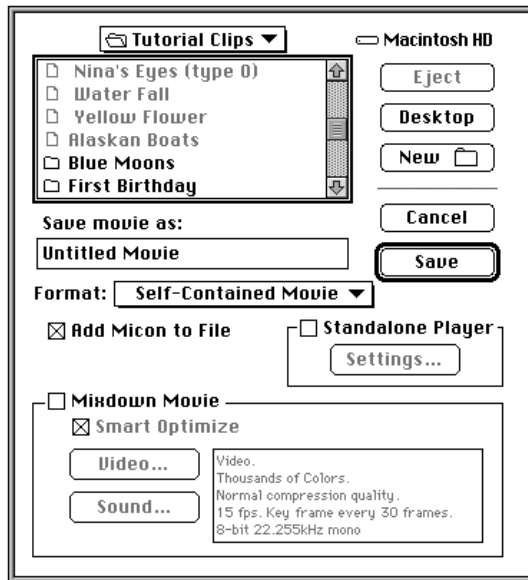 Tutorial Clips
Macintosh HD
Nina's Eyes (type 0)
Water Fall
Yellow Flower
Alaskan Boats
Blue Moons
First Birthday
Eject
Desktop
New
Save movie as:
Untitled Movie
Cancel
Save
Format: Self-Contained Movie
Add Micon to File
Standalone Player
Settings...
Mixdown Movie
Smart Optimize
Video...
Sound...
Video.
Thousands of Colors.
Normal compression quality.
15 fps. Key frame every 30 frames.
8-bit 22.255kHz mono